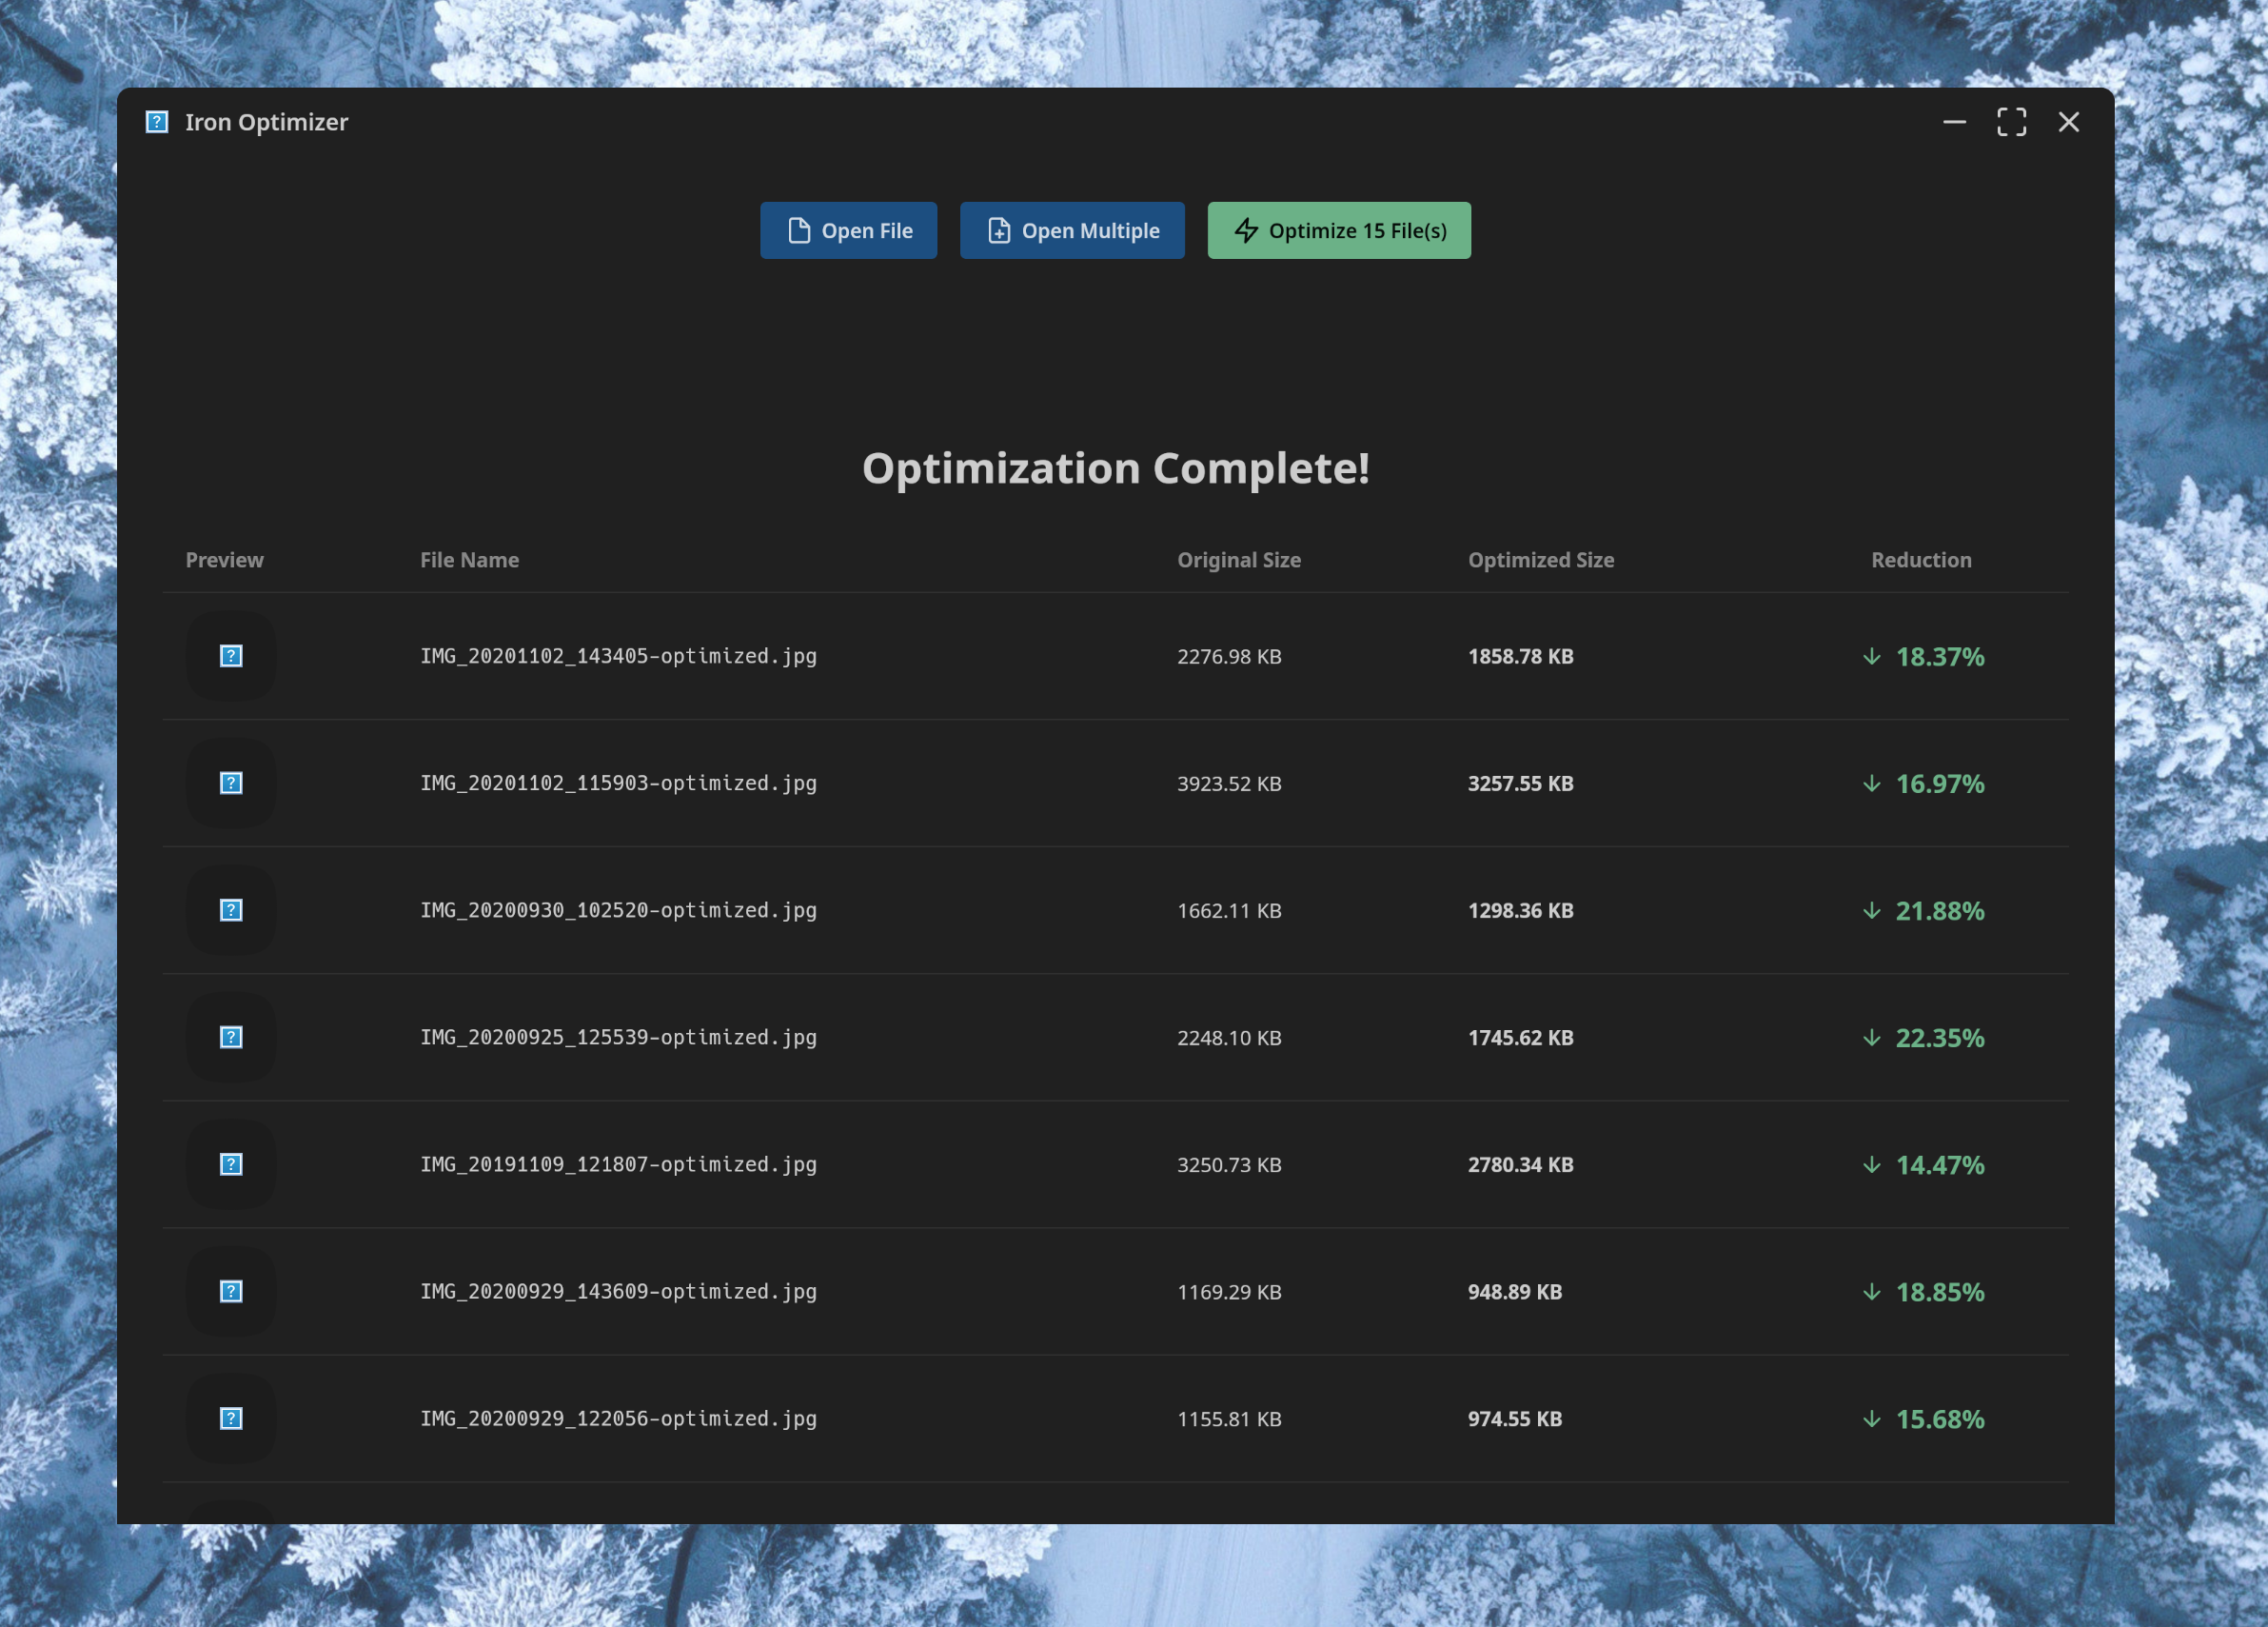 Iron Optimizer
Open File Open Multiple Optimize 15 File(s)
Optimization Complete!
Preview File Name Original Size Optimized Size Reduction
? IMG_20201102_143405-optimized.jpg 2276.98 KB 1858.78 KB ↓ 18.37%
? IMG_20201102_115903-optimized.jpg 3923.52 KB 3257.55 KB ↓ 16.97%
? IMG_20200930_102520-optimized.jpg 1662.11 KB 1298.36 KB ↓ 21.88%
? IMG_20200925_125539-optimized.jpg 2248.10 KB 1745.62 KB ↓ 22.35%
? IMG_20191109_121807-optimized.jpg 3250.73 KB 2780.34 KB ↓ 14.47%
? IMG_20200929_143609-optimized.jpg 1169.29 KB 948.89 KB ↓ 18.85%
? IMG_20200929_122056-optimized.jpg 1155.81 KB 974.55 KB ↓ 15.68%